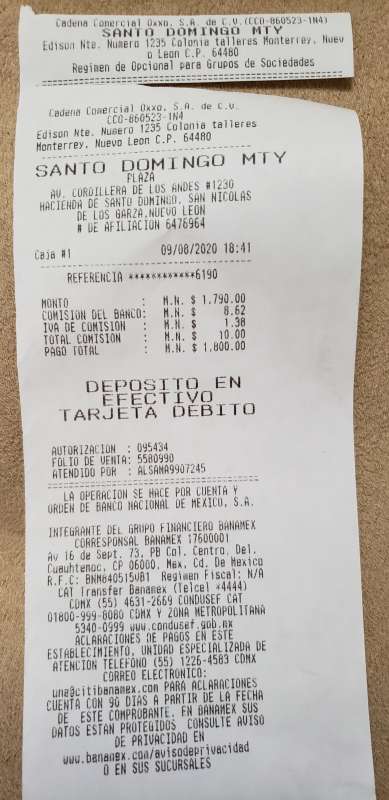 Cadena Comercial Oxxo, S.A. de C.V.(CCO-860523-1N4)
SANTO DOMINGO MTY
Edison Nte. Numero 1235 Colonia talleres Monterrey, Nuev
o Leon C.P. 64480
Regimen de Opcional para Grupos de Sociedades
Cadena Comercial Oxxo, S.A. de C.V.
CCO-860523-1N4
Edison Nte. Numero 1235 Colonia talleres
Monterrey, Nuevo Leon C.P. 64480
SANTO DOMINGO MTY
PLAZA
AV. CORDILLERA DE LOS ANDES #1230
HACIENDA DE SANTO DOMINGO, SAN NICOLAS
DE LOS GARZA,NUEVO LEON
# DE AFILIACION 6476964
Caja #1 09/08/2020 18:41
REFERENCIA ************6190
MONTO : M.N. $ 1,790.00
COMISION DEL BANCO: M.N. $ 8.62
IVA DE COMISION : M.N. $ 1.38
TOTAL COMISION : M.N. $ 10.00
PAGO TOTAL : M.N. $ 1,800.00
DEPOSITO EN
EFECTIVO
TARJETA DEBITO
AUTORIZACION : 095434
FOLIO DE VENTA: 5580990
ATENDIDO POR : ALSAMA9907245
LA OPERACION SE HACE POR CUENTA Y
ORDEN DE BANCO NACIONAL DE MEXICO, S.A.
INTEGRANTE DEL GRUPO FINANCIERO BANAMEX
CORRESPONSAL BANAMEX 17600001
Av 16 de Sept. 73, PB Col. Centro, Del.
Cuauhtemoc, CP 06000, Mex, Cd. De Mexico
R.F.C: BNM840515VB1 Regimen Fiscal: N/A
CAT Transfer Banamex (Telcel *4444)
CDMX (55) 4631-2669 CONDUSEF CAT
01800-999-8080 CDMX Y ZONA METROPOLITANA
5340-0999 www.condusef.gob.mx
ACLARACIONES DE PAGOS EN ESTE
ESTABLECIMIENTO, UNIDAD ESPECIALIZADA DE
ATENCION TELEFONO (55) 1226-4583 CDMX
CORREO ELECTRONICO:
une@citibanamex.com PARA ACLARACIONES
CUENTA CON 90 DIAS A PARTIR DE LA FECHA
DE ESTE COMPROBANTE. EN BANAMEX SUS
DATOS ESTAN PROTEGIDOS CONSULTE AVISO
DE PRIVACIDAD EN
www.banamex.com/avisodeprivacidad
O EN SUS SUCURSALES